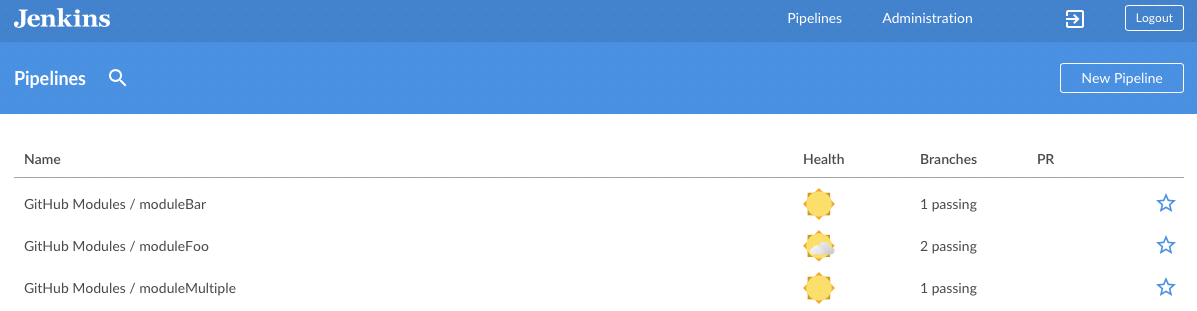 Jenkins Pipelines Administration Logout
Pipelines New Pipeline
Name Health Branches PR
GitHub Modules / moduleBar 1 passing
GitHub Modules / moduleFoo 2 passing
GitHub Modules / moduleMultiple 1 passing